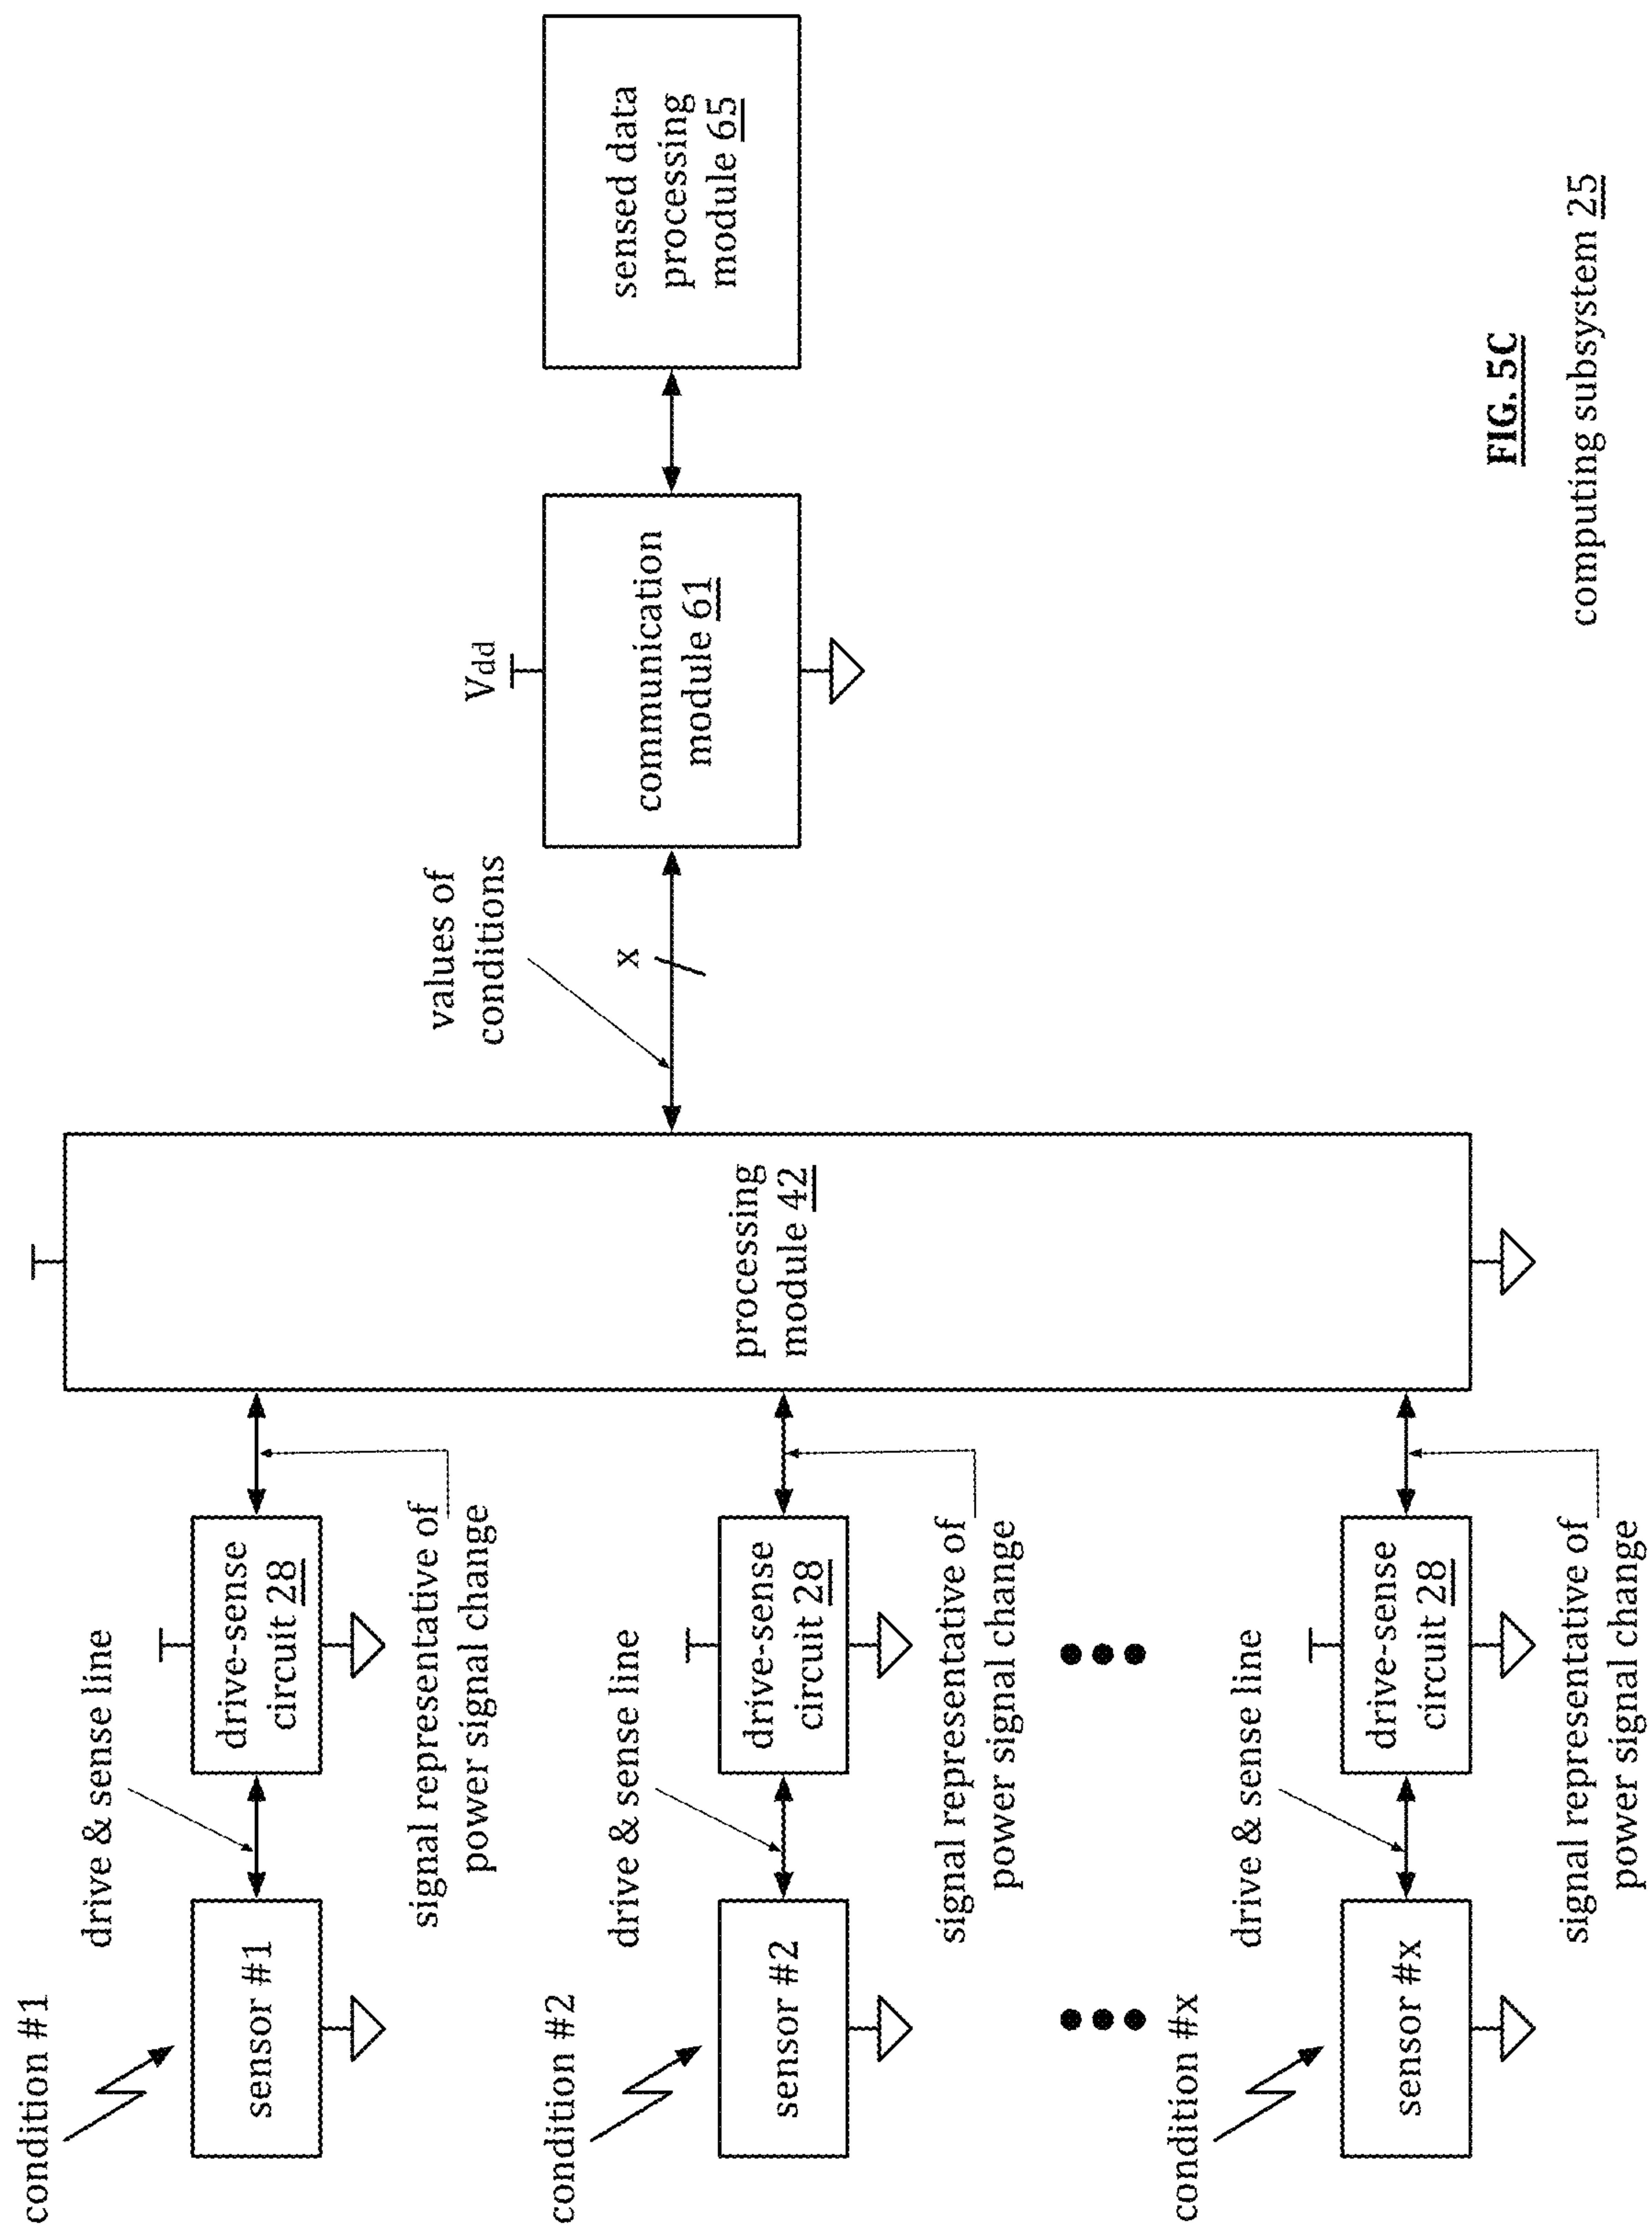 condition #1
drive & sense line
sensor #1
drive-sense
circuit 28
signal representative of
power signal change
condition #2
drive & sense line
sensor #2
drive-sense
circuit 28
signal representative of
power signal change
condition #x
drive & sense line
sensor #x
drive-sense
circuit 28
signal representative of
power signal change
processing
module 42
values of
conditions
x
Vdd
communication
module 61
sensed data
processing
module 65
FIG. 5C
computing subsystem 25